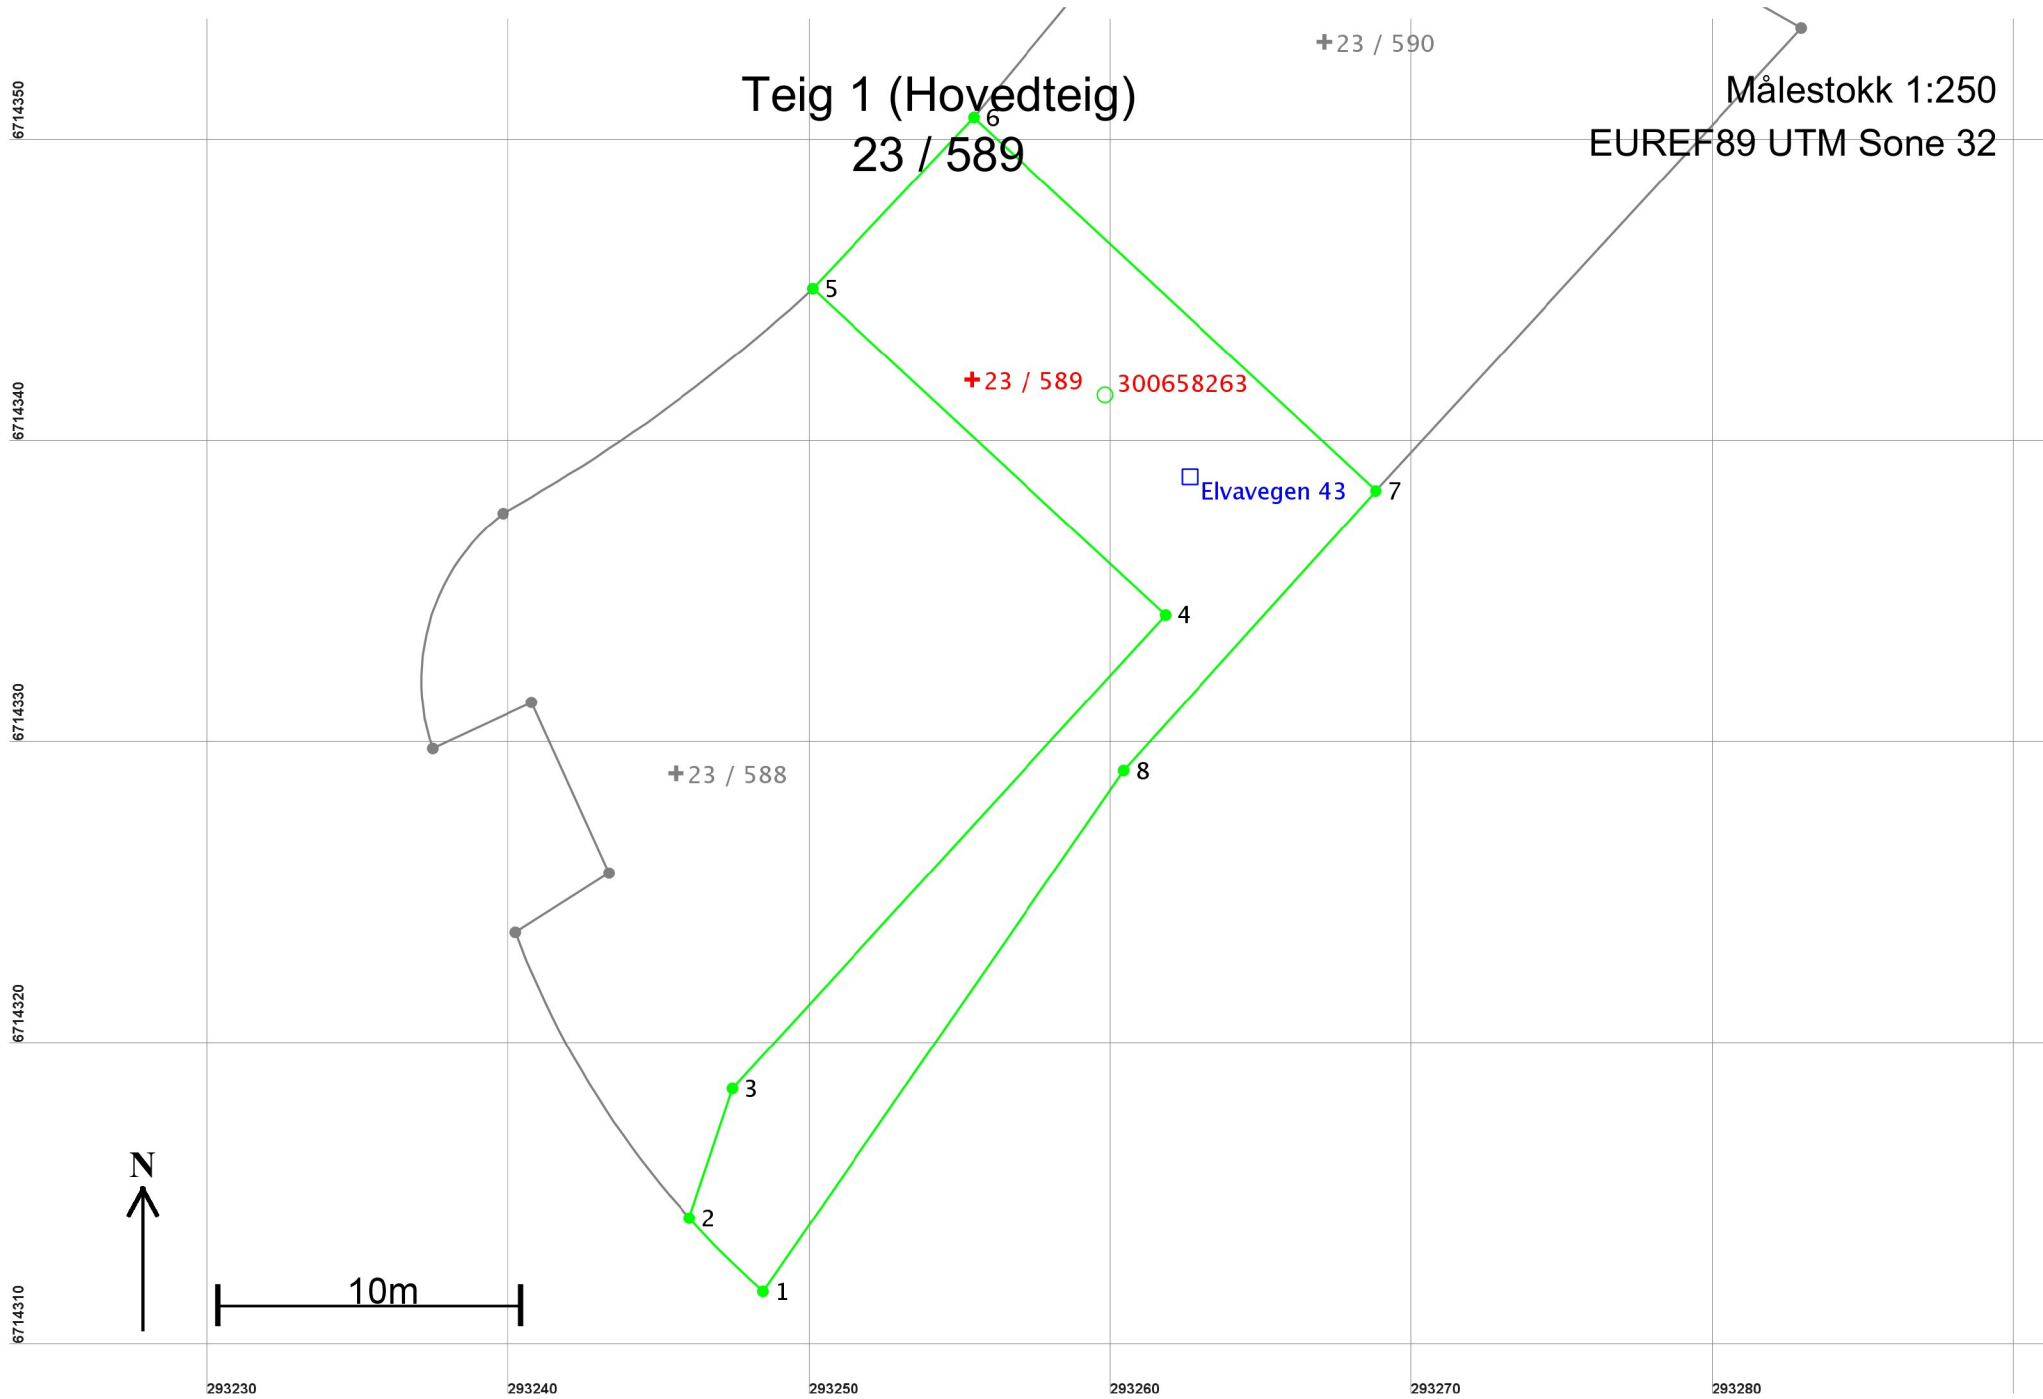 23 / 590
Teig 1 (Hovedteig)
23 / 589
Målestokk 1:250
EUREF89 UTM Sone 32
6714350
6
5
23 / 589
300658263
6714340
Elvavegen 43
7
4
6714330
23 / 588
8
6714320
3
N
2
10m
1
6714310
293230
293240
293250
293260
293270
293280